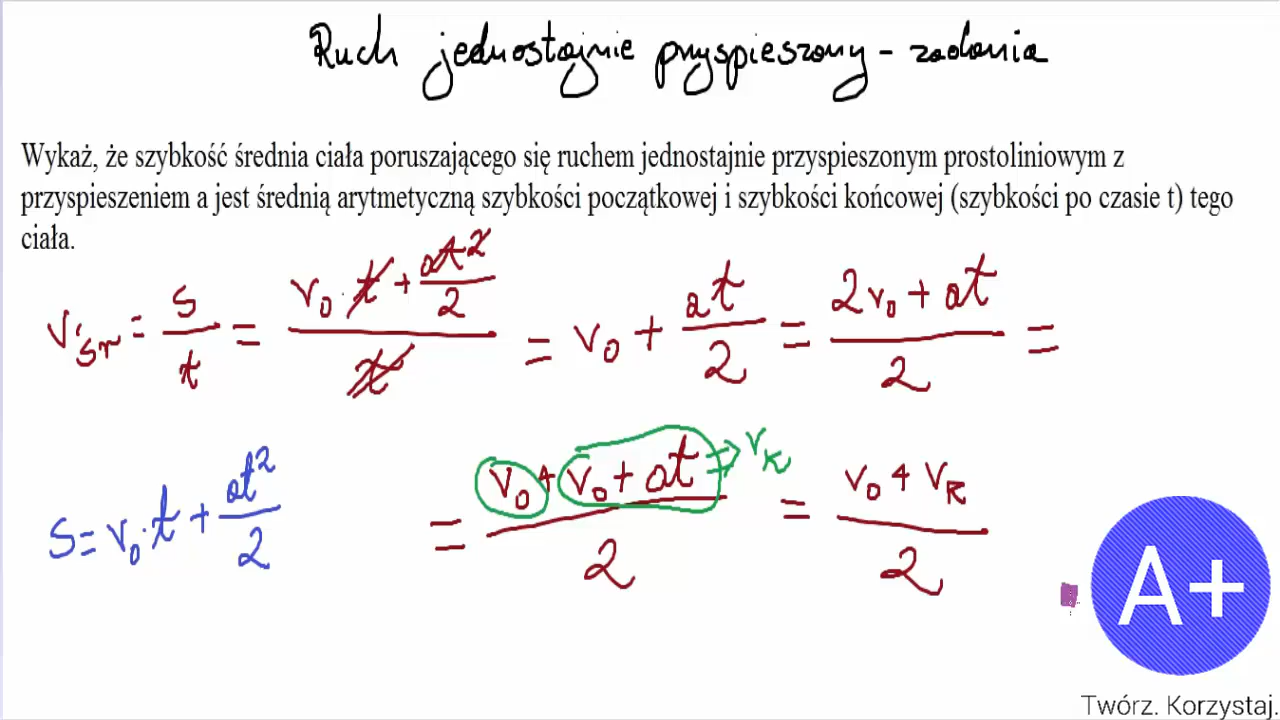 Ruch jednostajnie przyspieszony - zadania
Wykaż, że szybkość średnia ciała poruszającego się ruchem jednostajnie przyspieszonym prostoliniowym z
przyspieszeniem a jest średnią arytmetyczną szybkości początkowej i szybkości końcowej (szybkości po czasie t) tego
ciała.
v_śr = s/t = (v₀·t + at²/2)/t = v₀ + at/2 = (2v₀ + at)/2 =
s = v₀·t + at²/2
= (v₀ + v₀ + at)/2 = (v₀ + v_k)/2
⇒ v_k
A+
Twórz. Korzystaj.